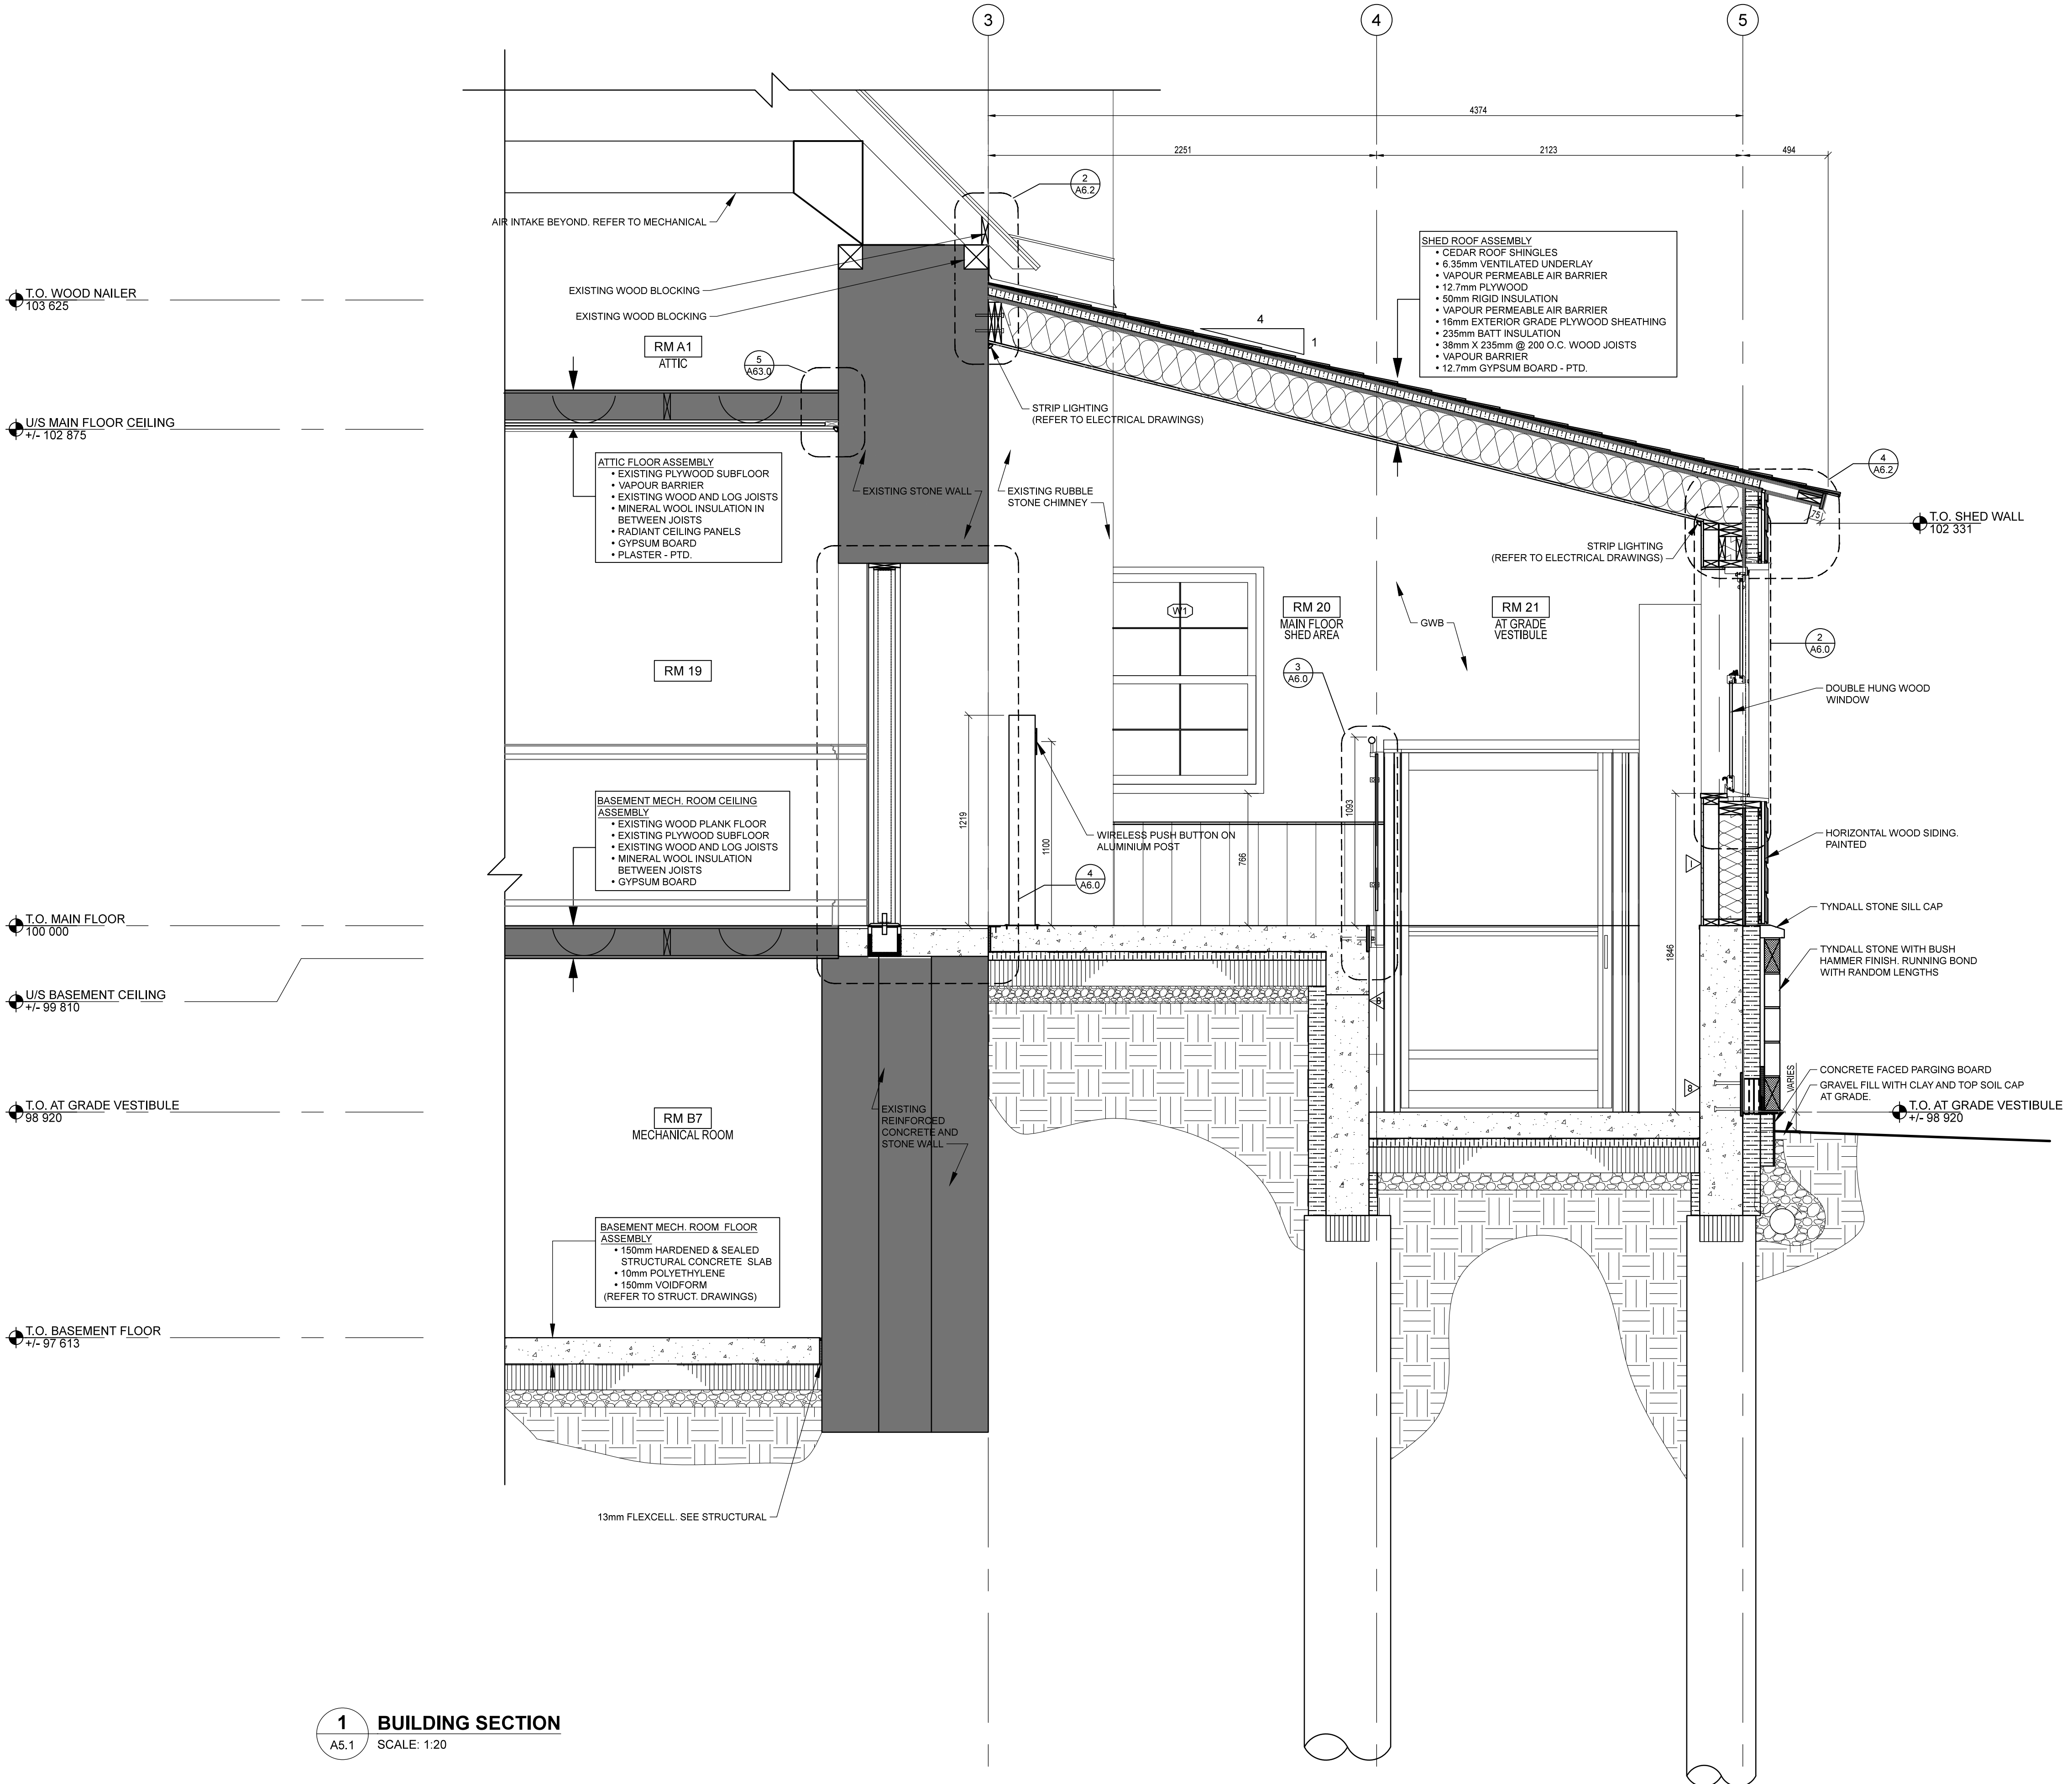 3
4
5
4374
2251
2123
494
2
A6.2
AIR INTAKE BEYOND. REFER TO MECHANICAL
SHED ROOF ASSEMBLY
• CEDAR ROOF SHINGLES
• 6.35mm VENTILATED UNDERLAY
• VAPOUR PERMEABLE AIR BARRIER
• 12.7mm PLYWOOD
• 50mm RIGID INSULATION
• VAPOUR PERMEABLE AIR BARRIER
• 16mm EXTERIOR GRADE PLYWOOD SHEATHING
• 235mm BATT INSULATION
• 38mm X 235mm @ 200 O.C. WOOD JOISTS
• VAPOUR BARRIER
• 12.7mm GYPSUM BOARD - PTD.
T.O. WOOD NAILER
103 625
EXISTING WOOD BLOCKING
EXISTING WOOD BLOCKING
4
1
RM A1
ATTIC
5
A63.0
STRIP LIGHTING
(REFER TO ELECTRICAL DRAWINGS)
U/S MAIN FLOOR CEILING
+/- 102 875
ATTIC FLOOR ASSEMBLY
• EXISTING PLYWOOD SUBFLOOR
• VAPOUR BARRIER
• EXISTING WOOD AND LOG JOISTS
• MINERAL WOOL INSULATION IN
BETWEEN JOISTS
• RADIANT CEILING PANELS
• GYPSUM BOARD
• PLASTER - PTD.
EXISTING STONE WALL
EXISTING RUBBLE
STONE CHIMNEY
4
A6.2
75
T.O. SHED WALL
102 331
STRIP LIGHTING
(REFER TO ELECTRICAL DRAWINGS)
W1
RM 20
MAIN FLOOR
SHED AREA
GWB
RM 21
AT GRADE
VESTIBULE
2
A6.0
RM 19
3
A6.0
DOUBLE HUNG WOOD
WINDOW
BASEMENT MECH. ROOM CEILING
ASSEMBLY
• EXISTING WOOD PLANK FLOOR
• EXISTING PLYWOOD SUBFLOOR
• EXISTING WOOD AND LOG JOISTS
• MINERAL WOOL INSULATION
BETWEEN JOISTS
• GYPSUM BOARD
1219
1100
WIRELESS PUSH BUTTON ON
ALUMINIUM POST
4
A6.0
766
1093
1846
HORIZONTAL WOOD SIDING.
PAINTED
TYNDALL STONE SILL CAP
TYNDALL STONE WITH BUSH
HAMMER FINISH. RUNNING BOND
WITH RANDOM LENGTHS
T.O. MAIN FLOOR
100 000
U/S BASEMENT CEILING
+/- 99 810
8
8
VARIES
CONCRETE FACED PARGING BOARD
GRAVEL FILL WITH CLAY AND TOP SOIL CAP
AT GRADE.
T.O. AT GRADE VESTIBULE
98 920
T.O. AT GRADE VESTIBULE
+/- 98 920
RM B7
MECHANICAL ROOM
EXISTING
REINFORCED
CONCRETE AND
STONE WALL
BASEMENT MECH. ROOM FLOOR
ASSEMBLY
• 150mm HARDENED & SEALED
STRUCTURAL CONCRETE SLAB
• 10mm POLYETHYLENE
• 150mm VOIDFORM
(REFER TO STRUCT. DRAWINGS)
T.O. BASEMENT FLOOR
+/- 97 613
13mm FLEXCELL. SEE STRUCTURAL
1
A5.1
BUILDING SECTION
SCALE: 1:20